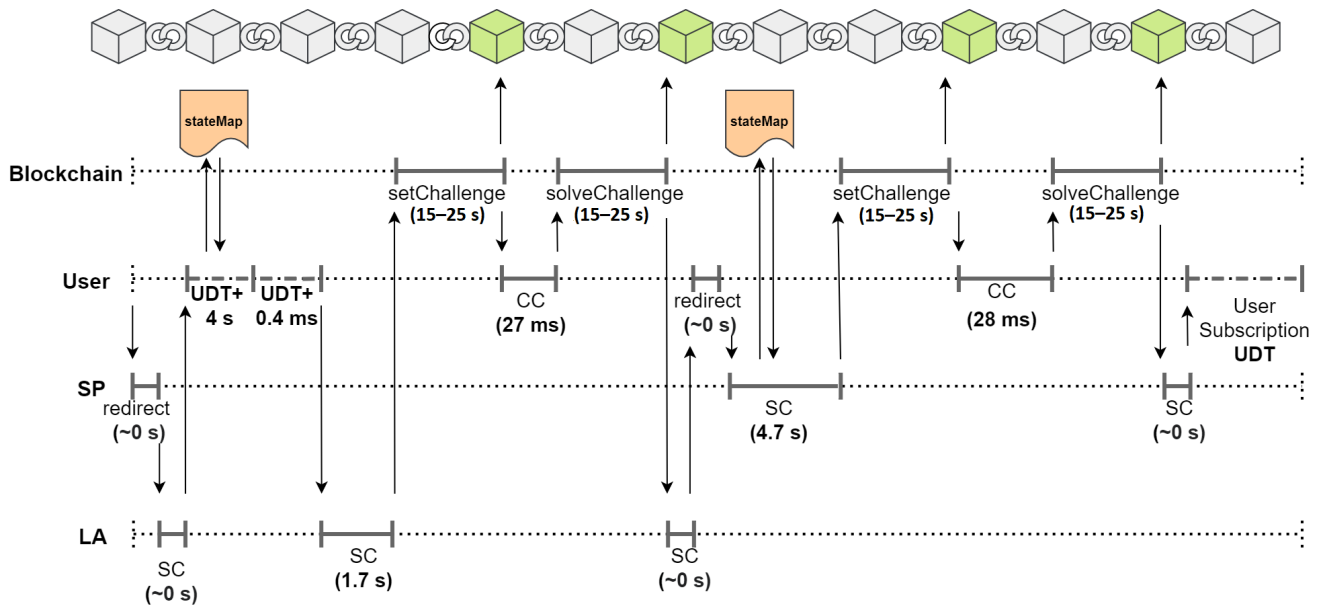 stateMap
stateMap
Blockchain
setChallenge
(15–25 s)
solveChallenge
(15–25 s)
setChallenge
(15–25 s)
solveChallenge
(15–25 s)
User
UDT+
4 s
UDT+
0.4 ms
CC
(27 ms)
redirect
(~0 s)
CC
(28 ms)
User
Subscription
UDT
SP
redirect
(~0 s)
SC
(4.7 s)
SC
(~0 s)
LA
SC
(~0 s)
SC
(1.7 s)
SC
(~0 s)